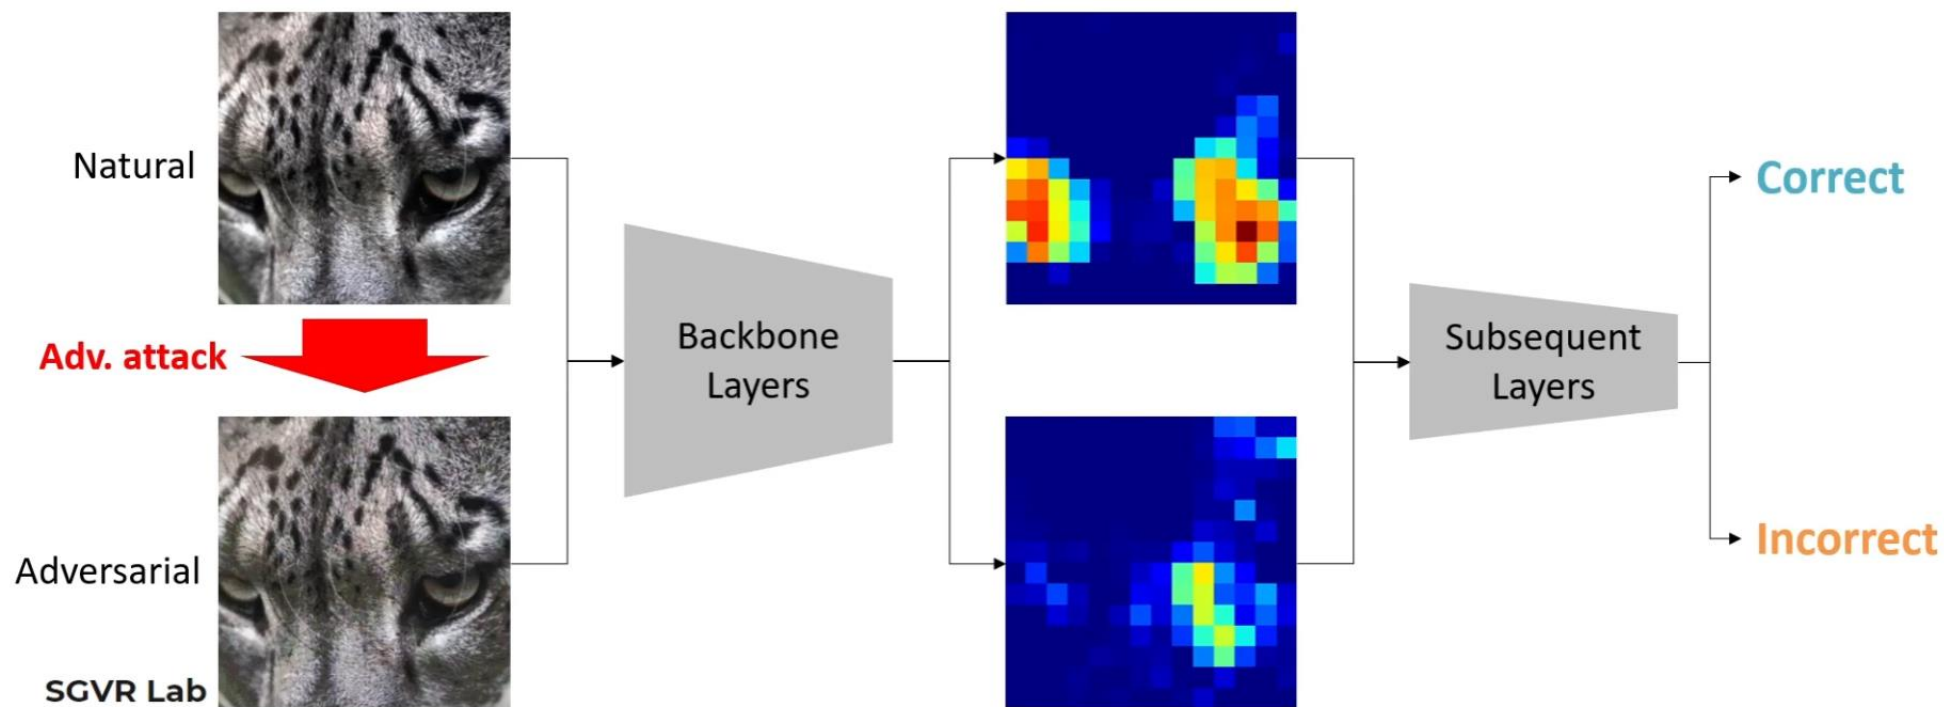 Natural
Adv. attack
Adversarial
SGVR Lab
Backbone
Layers
Subsequent
Layers
Correct
Incorrect